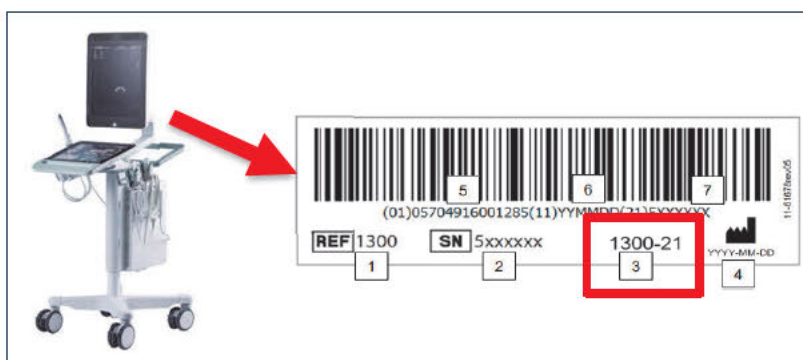 5 6 7
(01)05704916001285(11)YYMMDD(21)5XXXXXX
11-61678rev05
REF 1300 SN 5xxxxxx 1300-21
YYYY-MM-DD
1 2 3 4